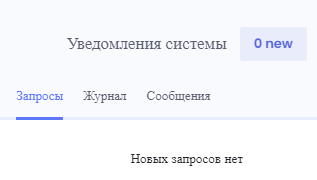 Уведомления системы 0 new
Запросы Журнал Сообщения
Новых запросов нет